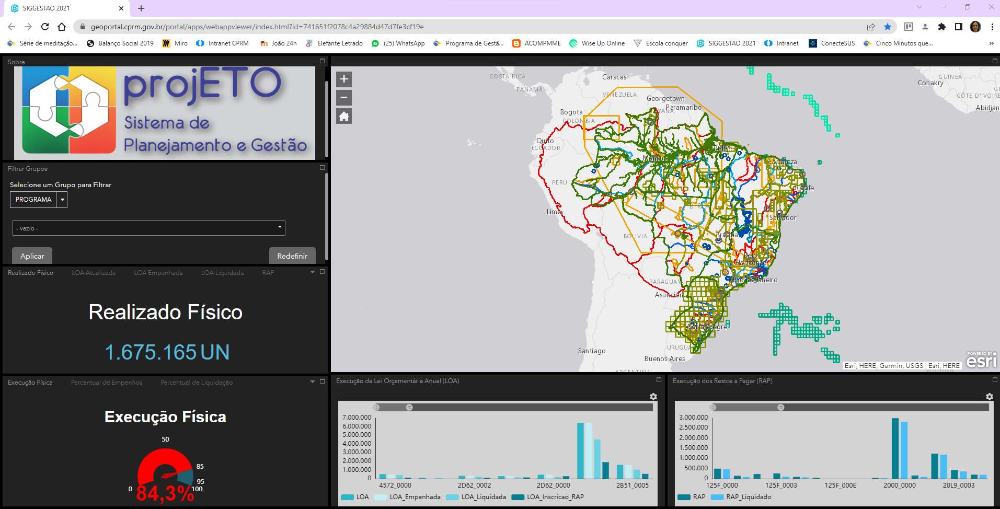 SIGGESTAO 2021
geoportal.cprm.gov.br/portal/apps/webappviewer/index.html?id=741651f2078c4a29884d47d7fe3cf19e
Série de meditação... Balanço Social 2019 Miro Intranet CPRM João 24h Elefante Letrado (25) WhatsApp Programa de Gestã... ACOMPMME Wise Up Online Escola conquer SIGGESTAO 2021 Intranet ConecteSUS Cinco Minutos que... »
Sobre
projETO
Sistema de
Planejamento e Gestão
Filtrar Grupos
Selecione um Grupo para Filtrar
PROGRAMA
- vazio -
Aplicar Redefinir
Realizado Físico LOA Atualizada LOA Empenhada LOA Liquidada RAP
Realizado Físico
1.675.165 UN
Execução Física Percentual de Empenhos Percentual de Liquidação
Execução Física
50
85
95
0 100
84,3%
COSTA RICA
PANAMÁ
Caracas
VENEZUELA
Georgetown
Paramaribo
Bogota
COLOMBIA
Quito
ECUADOR
Manaus
Belém
Fortaleza
PERÚ
Recife
Lima
Salvador
BOLIVIA
Brasília
Belo
Horizonte
PARAGUAY
Rio de Janeiro
Asunción
Porto Alegre
Santiago
Buenos Aires
ARGENTINA
GUINEA
Conakry
CÔTE D'IVOIRE
Abidjan
Esri, HERE, Garmin, USGS | Esri, HERE
POWERED BY
esri
Execução da Lei Orçamentária Anual (LOA)
7.000.000
6.000.000
5.000.000
4.000.000
3.000.000
2.000.000
1.000.000
0
4572_0000 2D62_0002 2D62_0000 2B51_0005
LOA LOA_Empenhada LOA_Liquidada LOA_Inscricao_RAP
Execução dos Restos a Pagar (RAP)
3.000.000
2.500.000
2.000.000
1.500.000
1.000.000
500.000
0
125F_0000 125F_0003 125F_000E 2000_0000 20L9_0003
RAP RAP_Liquidado